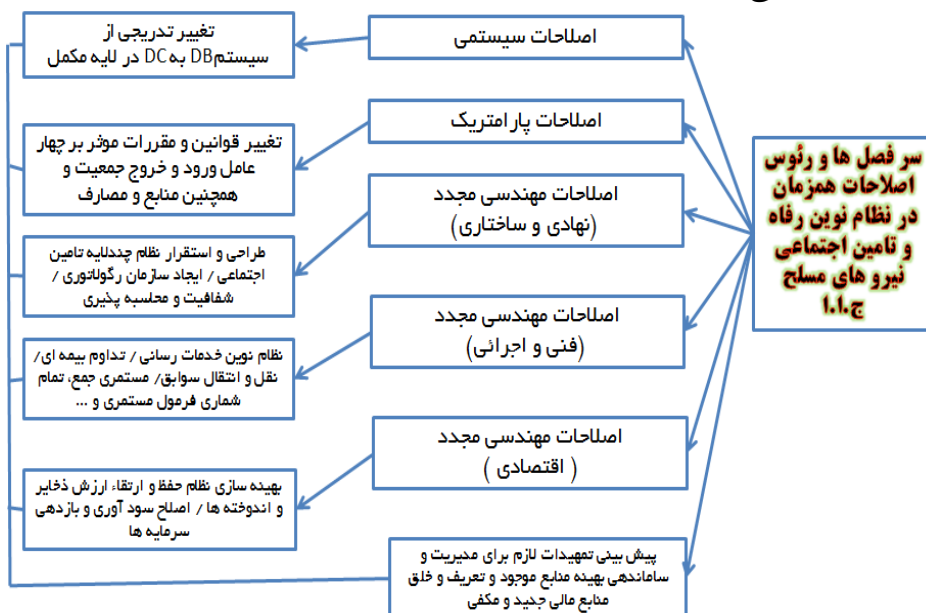 سر فصل ها و رئوس
اصلاحات همزمان
در نظام نوین رفاه
و تامین اجتماعی
نیرو های مسلح
ج.ا.ا
اصلاحات سیستمی
تغییر تدریجی از
سیستم DB به DC در لایه مکمل
اصلاحات پارامتریک
تغییر قوانین و مقررات موثر بر چهار
عامل ورود و خروج جمعیت و
همچنین منابع و مصارف
اصلاحات مهندسی مجدد
(نهادی و ساختاری)
طراحی و استقرار نظام چندلایه تامین
اجتماعی / ایجاد سازمان رگولاتوری /
شفافیت و محاسبه پذیری
اصلاحات مهندسی مجدد
(فنی و اجرائی)
نظام نوین خدمات رسانی / تداوم بیمه ای/
نقل و انتقال سوابق/ مستمری جمع، تمام
شماری فرمول مستمری و ...
اصلاحات مهندسی مجدد
( اقتصادی )
بهینه سازی نظام حفظ و ارتقاء ارزش ذخایر
و اندوخته ها / اصلاح سود آوری و بازدهی
سرمایه ها
پیش بینی تمهیدات لازم برای مدیریت و
ساماندهی بهینه منابع موجود و تعریف و خلق
منابع مالی جدید و مکفی